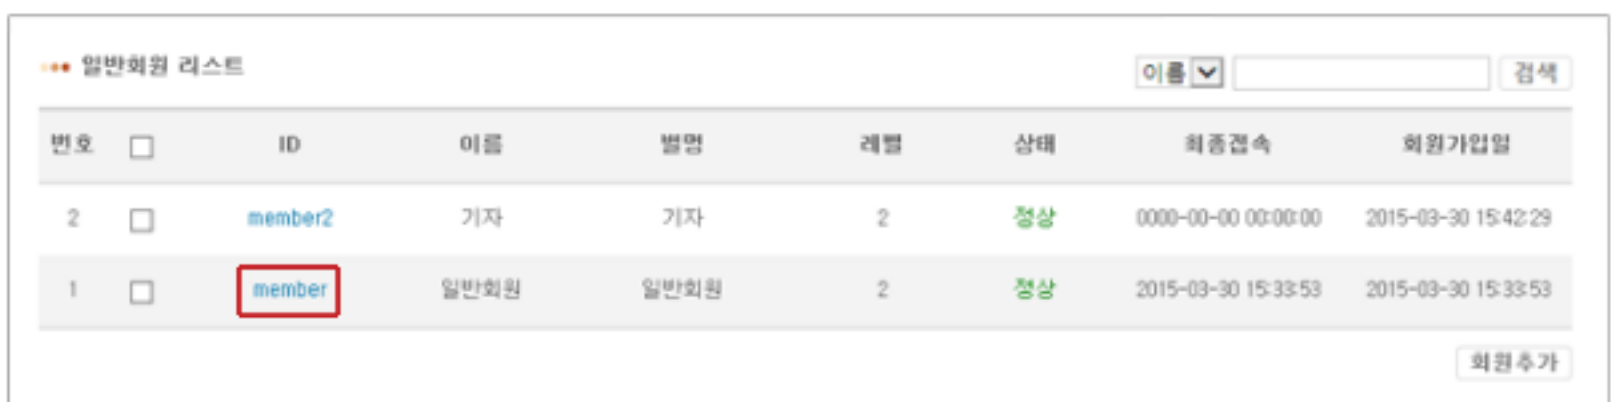 일반회원 리스트 이름 검색
번호 ID 이름 별명 레벨 상태 최종접속 회원가입일
2 member2 기자 기자 2 정상 0000-00-00 00:00:00 2015-03-30 15:42:29
1 member 일반회원 일반회원 2 정상 2015-03-30 15:33:53 2015-03-30 15:33:53
회원추가